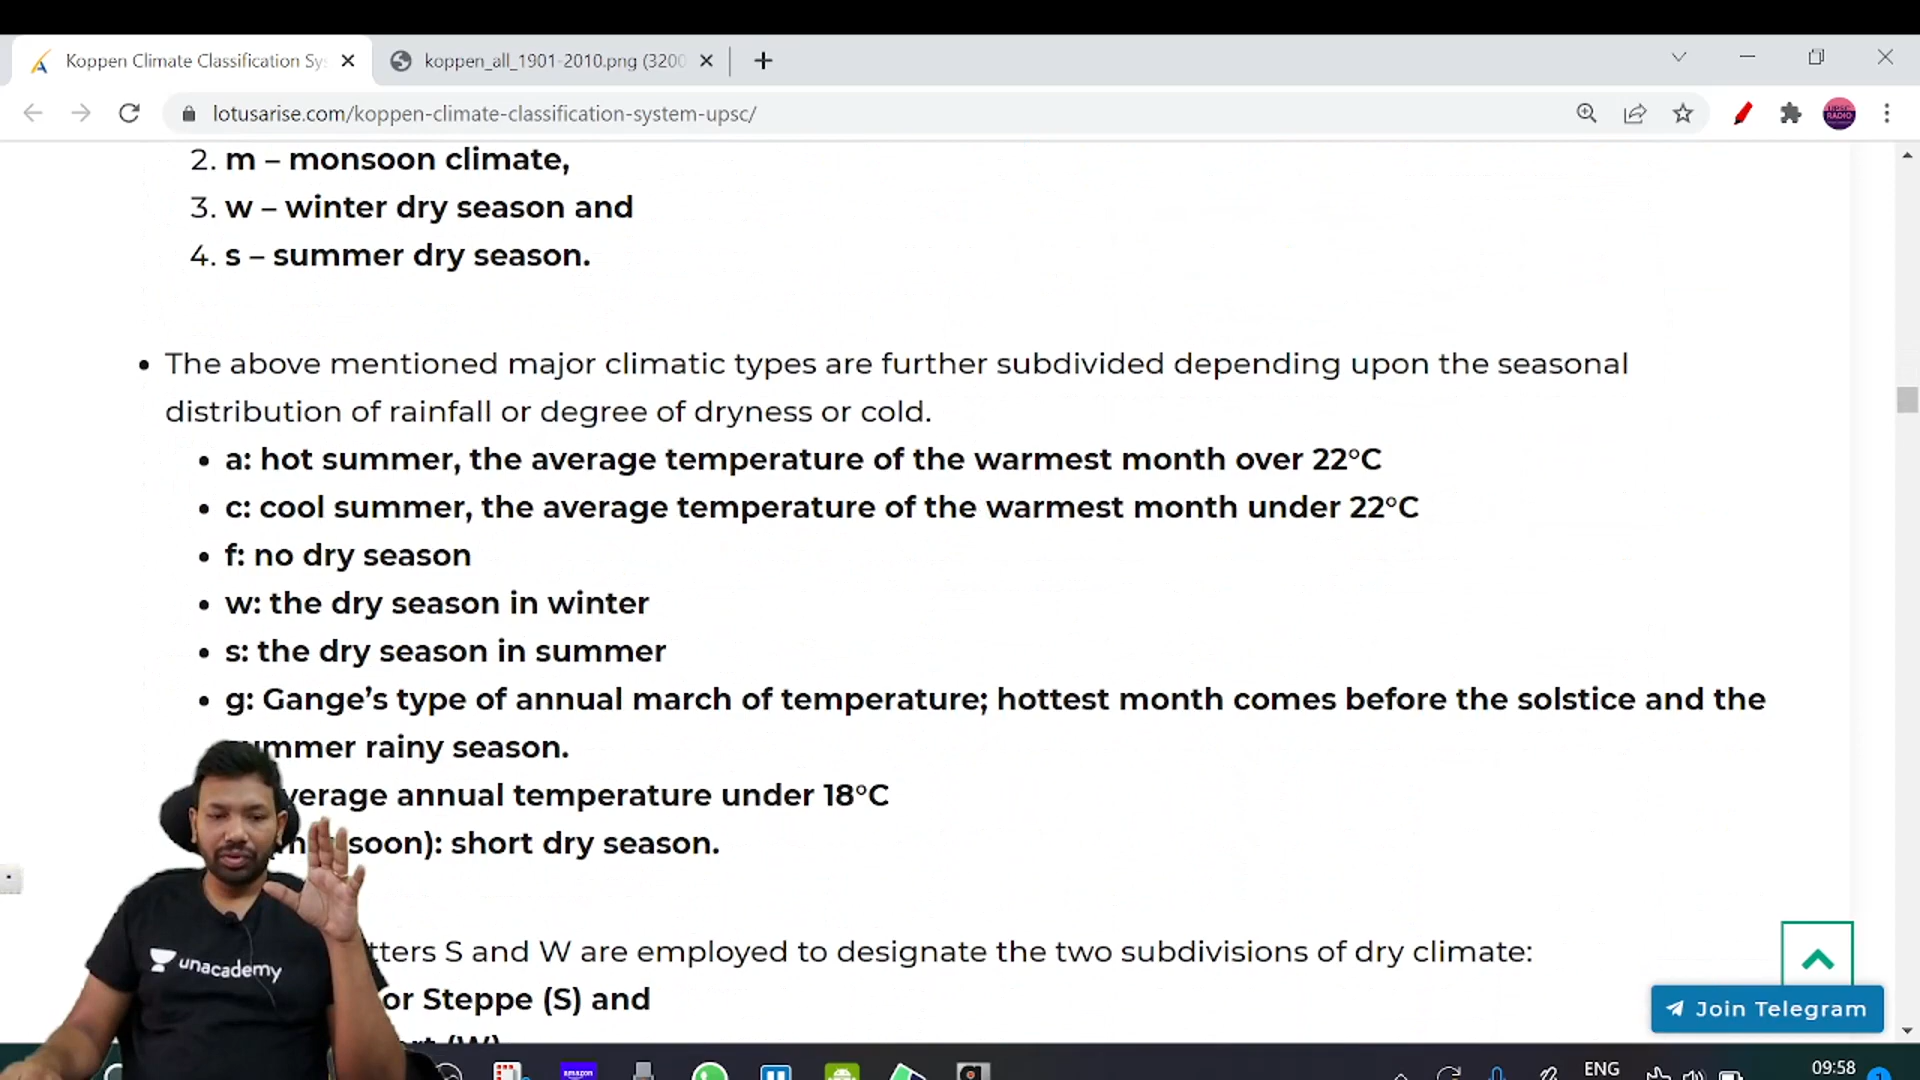 Koppen Climate Classification Sy
koppen_all_1901-2010.png (3200
lotusarise.com/koppen-climate-classification-system-upsc/
UPSC
RADIO
2. m – monsoon climate,
3. w – winter dry season and
4. s – summer dry season.
• The above mentioned major climatic types are further subdivided depending upon the seasonal
distribution of rainfall or degree of dryness or cold.
• a: hot summer, the average temperature of the warmest month over 22°C
• c: cool summer, the average temperature of the warmest month under 22°C
• f: no dry season
• w: the dry season in winter
• s: the dry season in summer
• g: Gange’s type of annual march of temperature; hottest month comes before the solstice and the
summer rainy season.
verage annual temperature under 18°C
soon): short dry season.
tters S and W are employed to designate the two subdivisions of dry climate:
or Steppe (S) and
(W)
unacademy
Join Telegram
amazon
ENG
09:58
1